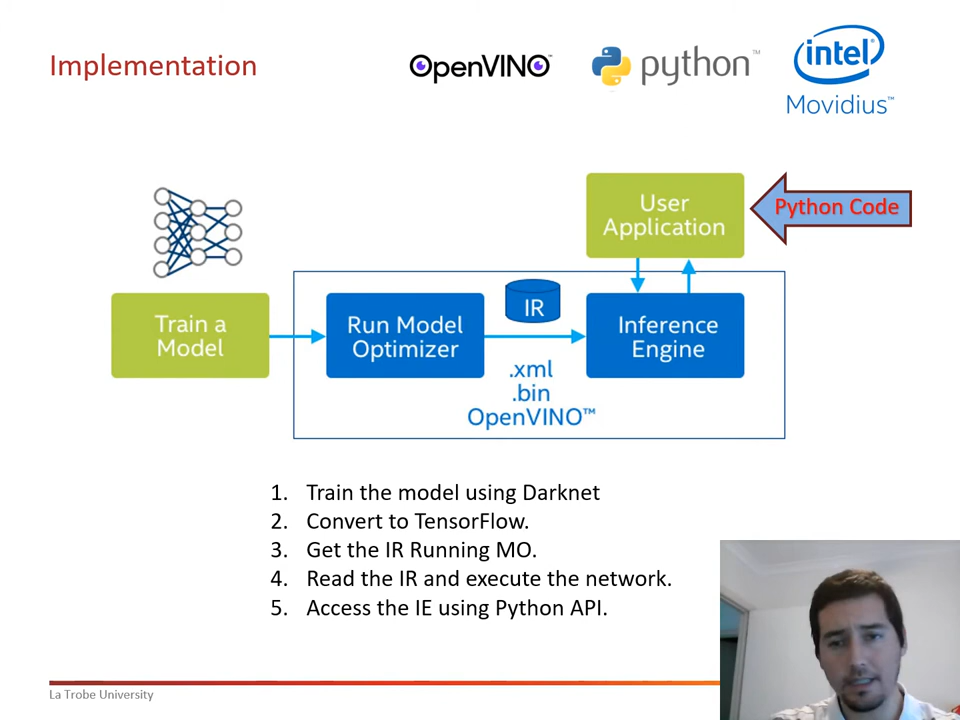 Implementation
OpenVINO™
python™
intel®
Movidius™
User
Application
Python Code
Train a
Model
Run Model
Optimizer
IR
.xml
.bin
OpenVINO™
Inference
Engine
1. Train the model using Darknet
2. Convert to TensorFlow.
3. Get the IR Running MO.
4. Read the IR and execute the network.
5. Access the IE using Python API.
La Trobe University